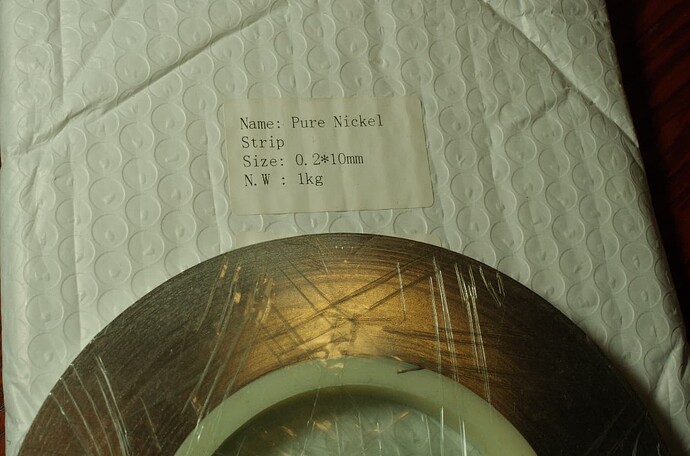 Name: Pure Nickel
Strip
Size: 0.2*10mm
N.W : 1kg